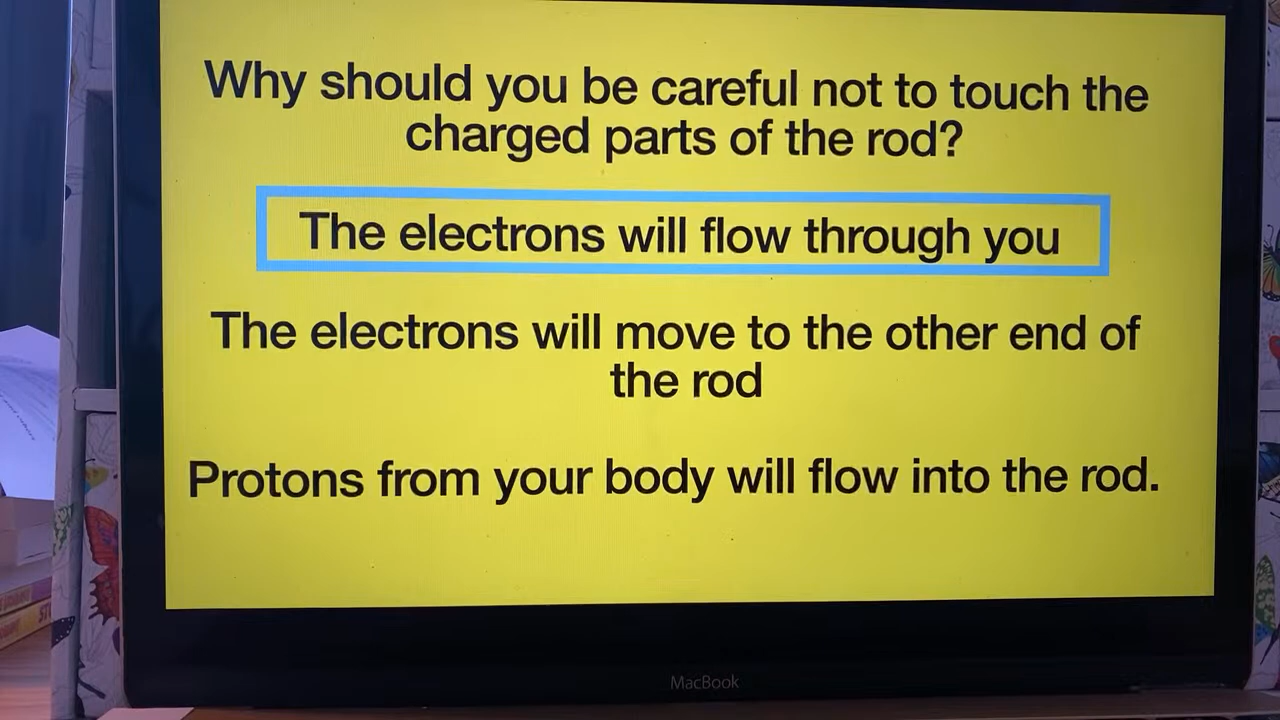 Why should you be careful not to touch the
charged parts of the rod?
The electrons will flow through you
The electrons will move to the other end of
the rod
Protons from your body will flow into the rod.
MacBook